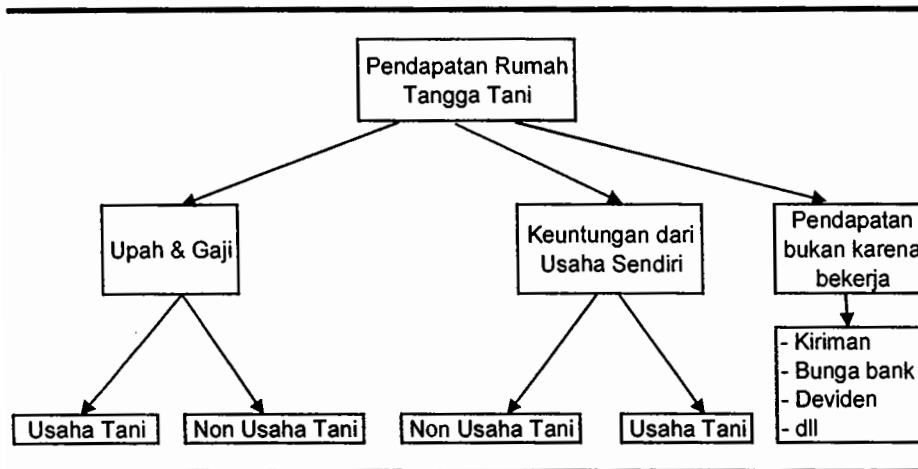 Pendapatan Rumah
Tangga Tani
Upah & Gaji
Keuntungan dari
Usaha Sendiri
Pendapatan
bukan karena
bekerja
- Kiriman
- Bunga bank
- Deviden
- dll
Usaha Tani
Non Usaha Tani
Non Usaha Tani
Usaha Tani